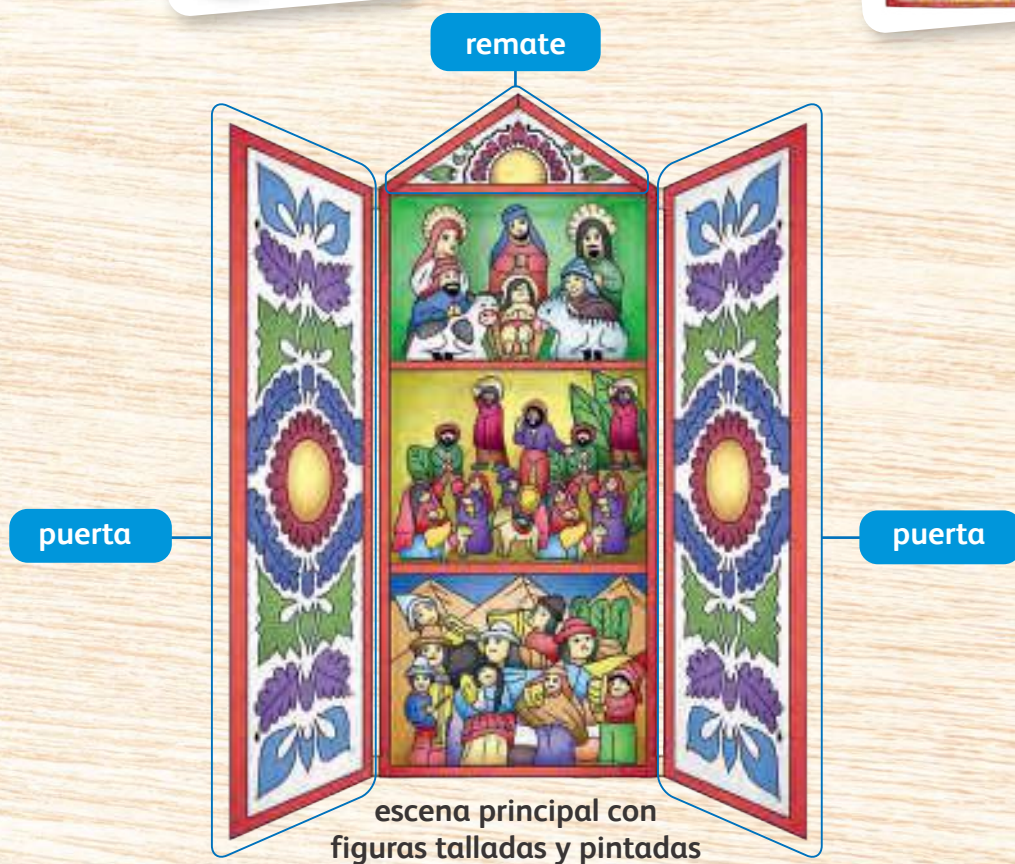 remate
puerta
puerta
escena principal con
figuras talladas y pintadas